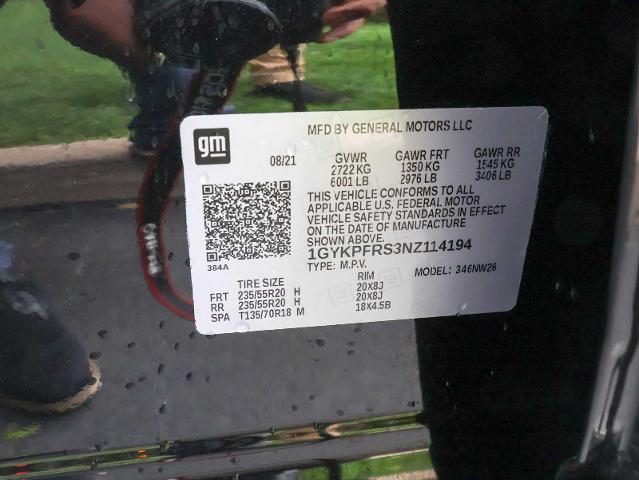 MFD BY GENERAL MOTORS LLC
gm
08/21 GVWR GAWR FRT GAWR RR
2722 KG 1350 KG 1545 KG
6001 LB 2976 LB 3406 LB
THIS VEHICLE CONFORMS TO ALL
APPLICABLE U.S. FEDERAL MOTOR
VEHICLE SAFETY STANDARDS IN EFFECT
ON THE DATE OF MANUFACTURE
SHOWN ABOVE.
1GYKPFRS3NZ114194
384A
TYPE: M.P.V. MODEL: 346NW26
TIRE SIZE RIM
FRT 235/55R20 H 20X8J
RR 235/55R20 H 20X8J
SPA T135/70R18 M 18X4.5B